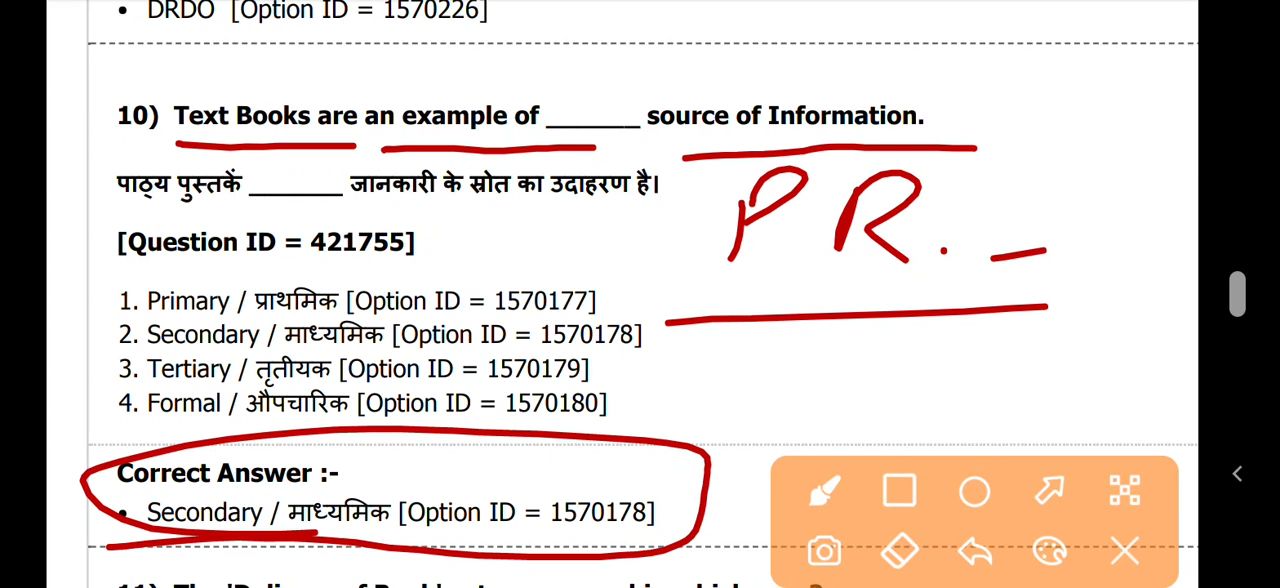 • DRDO [Option ID = 1570226]
10) Text Books are an example of _______ source of Information.
पाठ्य पुस्तकें _______ जानकारी के स्रोत का उदाहरण है।
PR. _
[Question ID = 421755]
1. Primary / प्राथमिक [Option ID = 1570177]
2. Secondary / माध्यमिक [Option ID = 1570178]
3. Tertiary / तृतीयक [Option ID = 1570179]
4. Formal / औपचारिक [Option ID = 1570180]
Correct Answer :-
• Secondary / माध्यमिक [Option ID = 1570178]